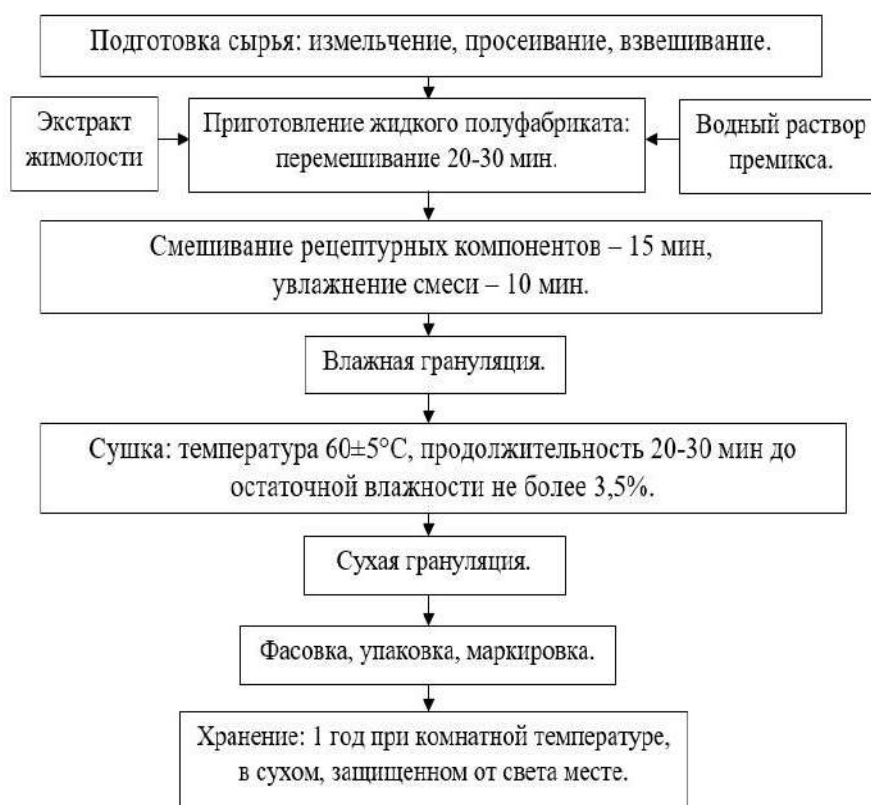 Подготовка сырья: измельчение, просеивание, взвешивание.
Экстракт
жимолости
Приготовление жидкого полуфабриката:
перемешивание 20-30 мин.
Водный раствор
премикса.
Смешивание рецептурных компонентов – 15 мин,
увлажнение смеси – 10 мин.
Влажная грануляция.
Сушка: температура 60±5°С, продолжительность 20-30 мин до
остаточной влажности не более 3,5%.
Сухая грануляция.
Фасовка, упаковка, маркировка.
Хранение: 1 год при комнатной температуре,
в сухом, защищенном от света месте.